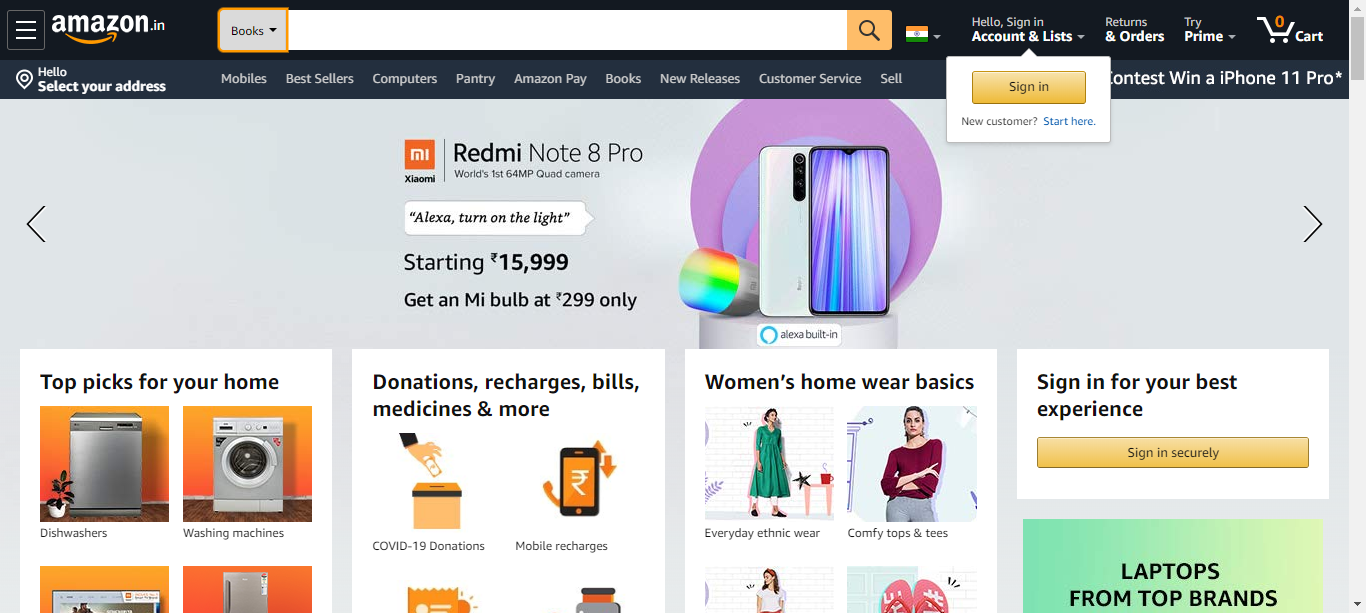 amazon.in
Books
Hello, Sign in
Account & Lists
Returns
& Orders
Try
Prime
0
Cart
Hello
Select your address
Mobiles
Best Sellers
Computers
Pantry
Amazon Pay
Books
New Releases
Customer Service
Sell
ontest Win a iPhone 11 Pro*
Sign in
New customer? Start here.
mi
Xiaomi
Redmi Note 8 Pro
World's 1st 64MP Quad camera
“Alexa, turn on the light”
Starting ₹15,999
Get an Mi bulb at ₹299 only
alexa built-in
Top picks for your home
Dishwashers
Washing machines
Donations, recharges, bills,
medicines & more
COVID-19 Donations
Mobile recharges
Women’s home wear basics
Everyday ethnic wear
Comfy tops & tees
Sign in for your best
experience
Sign in securely
LAPTOPS
FROM TOP BRANDS